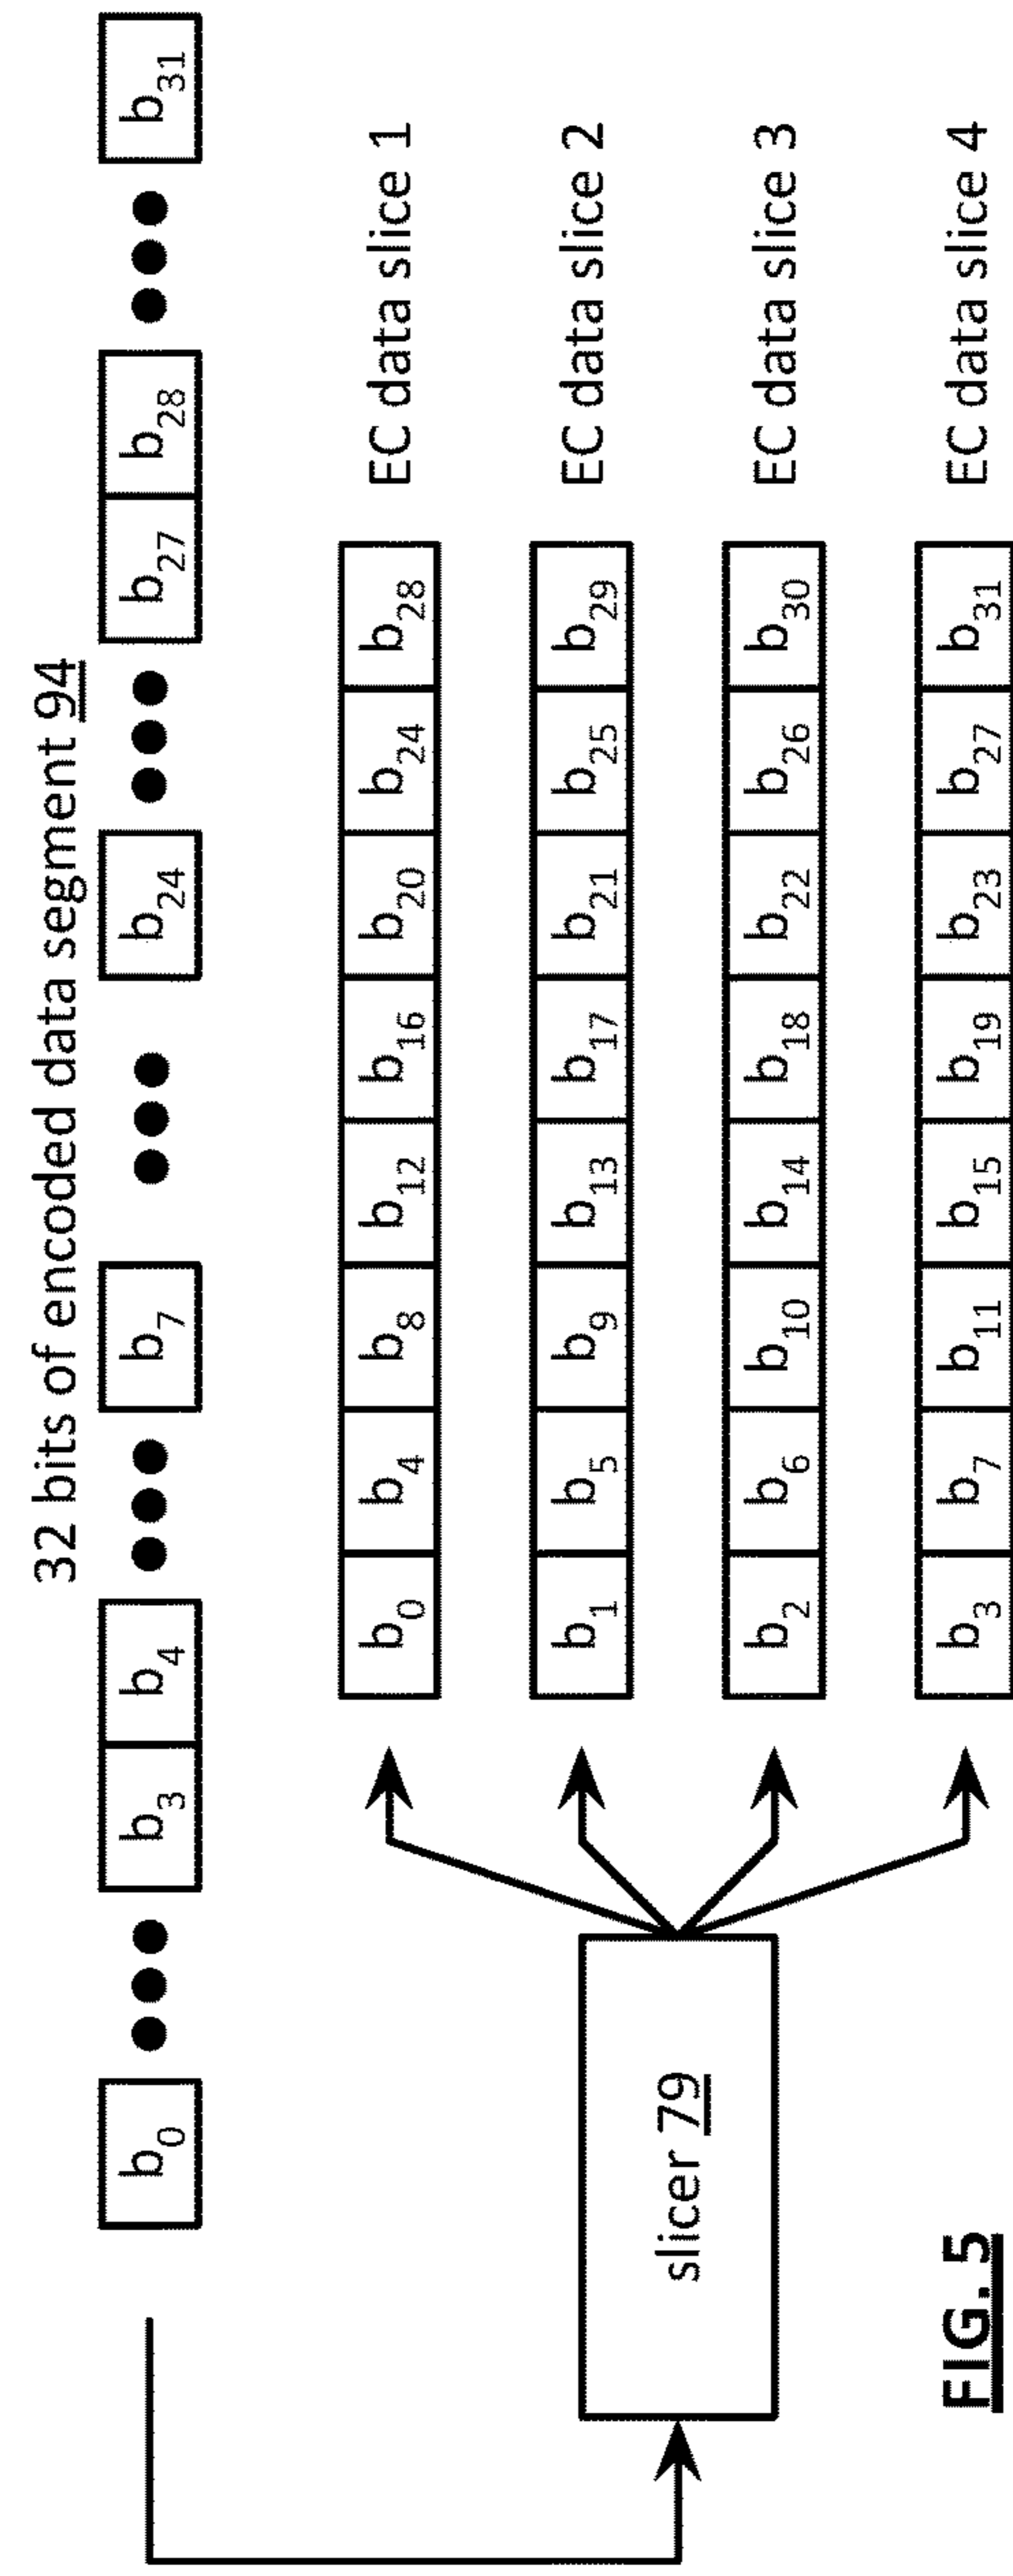 32 bits of encoded data segment 94
b0 ●●● b3 b4 ●●● b7 ●●● b24 ●●● b27 b28 ●●● b31
b0 b4 b8 b12 b16 b20 b24 b28 EC data slice 1
b1 b5 b9 b13 b17 b21 b25 b29 EC data slice 2
slicer 79
b2 b6 b10 b14 b18 b22 b26 b30 EC data slice 3
b3 b7 b11 b15 b19 b23 b27 b31 EC data slice 4
FIG. 5